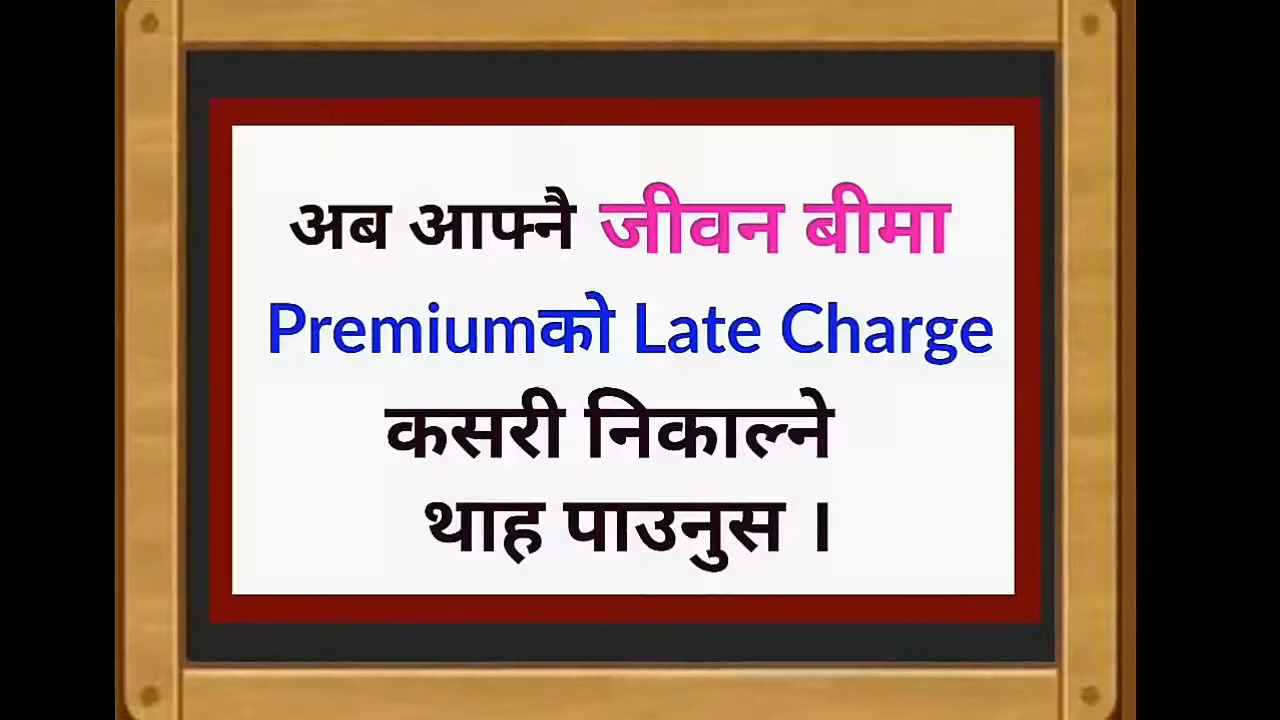 अब आफ्नै जीवन बीमा
Premiumको Late Charge
कसरी निकाल्ने
थाह पाउनुस ।